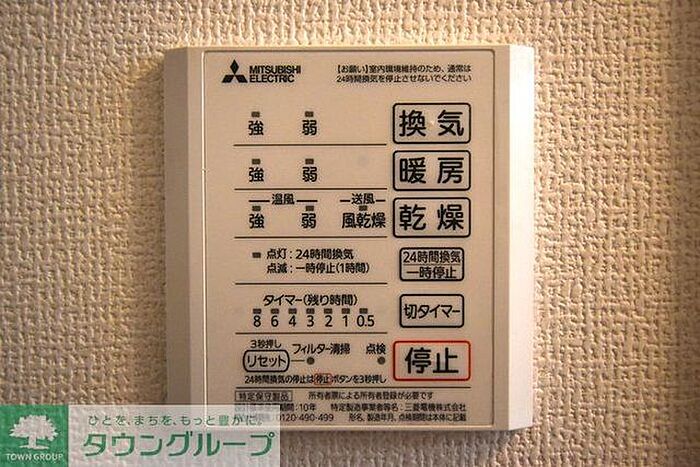 MITSUBISHI
ELECTRIC
【お願い】室内環境維持のため、通常は
24時間換気を停止させないでください
強 弱 換気
強 弱 暖房
温風 送風
強 弱 風乾燥 乾燥
点灯：24時間換気
点滅：一時停止(1時間)
24時間換気
一時停止
タイマー(残り時間)
8 6 4 3 2 1 0.5
切タイマー
3秒押し
リセット フィルター清掃 点検 停止
24時間換気の停止は停止ボタンを3秒押し
特定保守製品 所有者票による所有者登録が必要です
期間：10年 特定製造事業者等名：三菱電機株式会社
0120-490-499 形名、製造年月、点検期間は本体に記載
ひとを、まちを、もっと豊かに。
タウングループ
TOWN GROUP